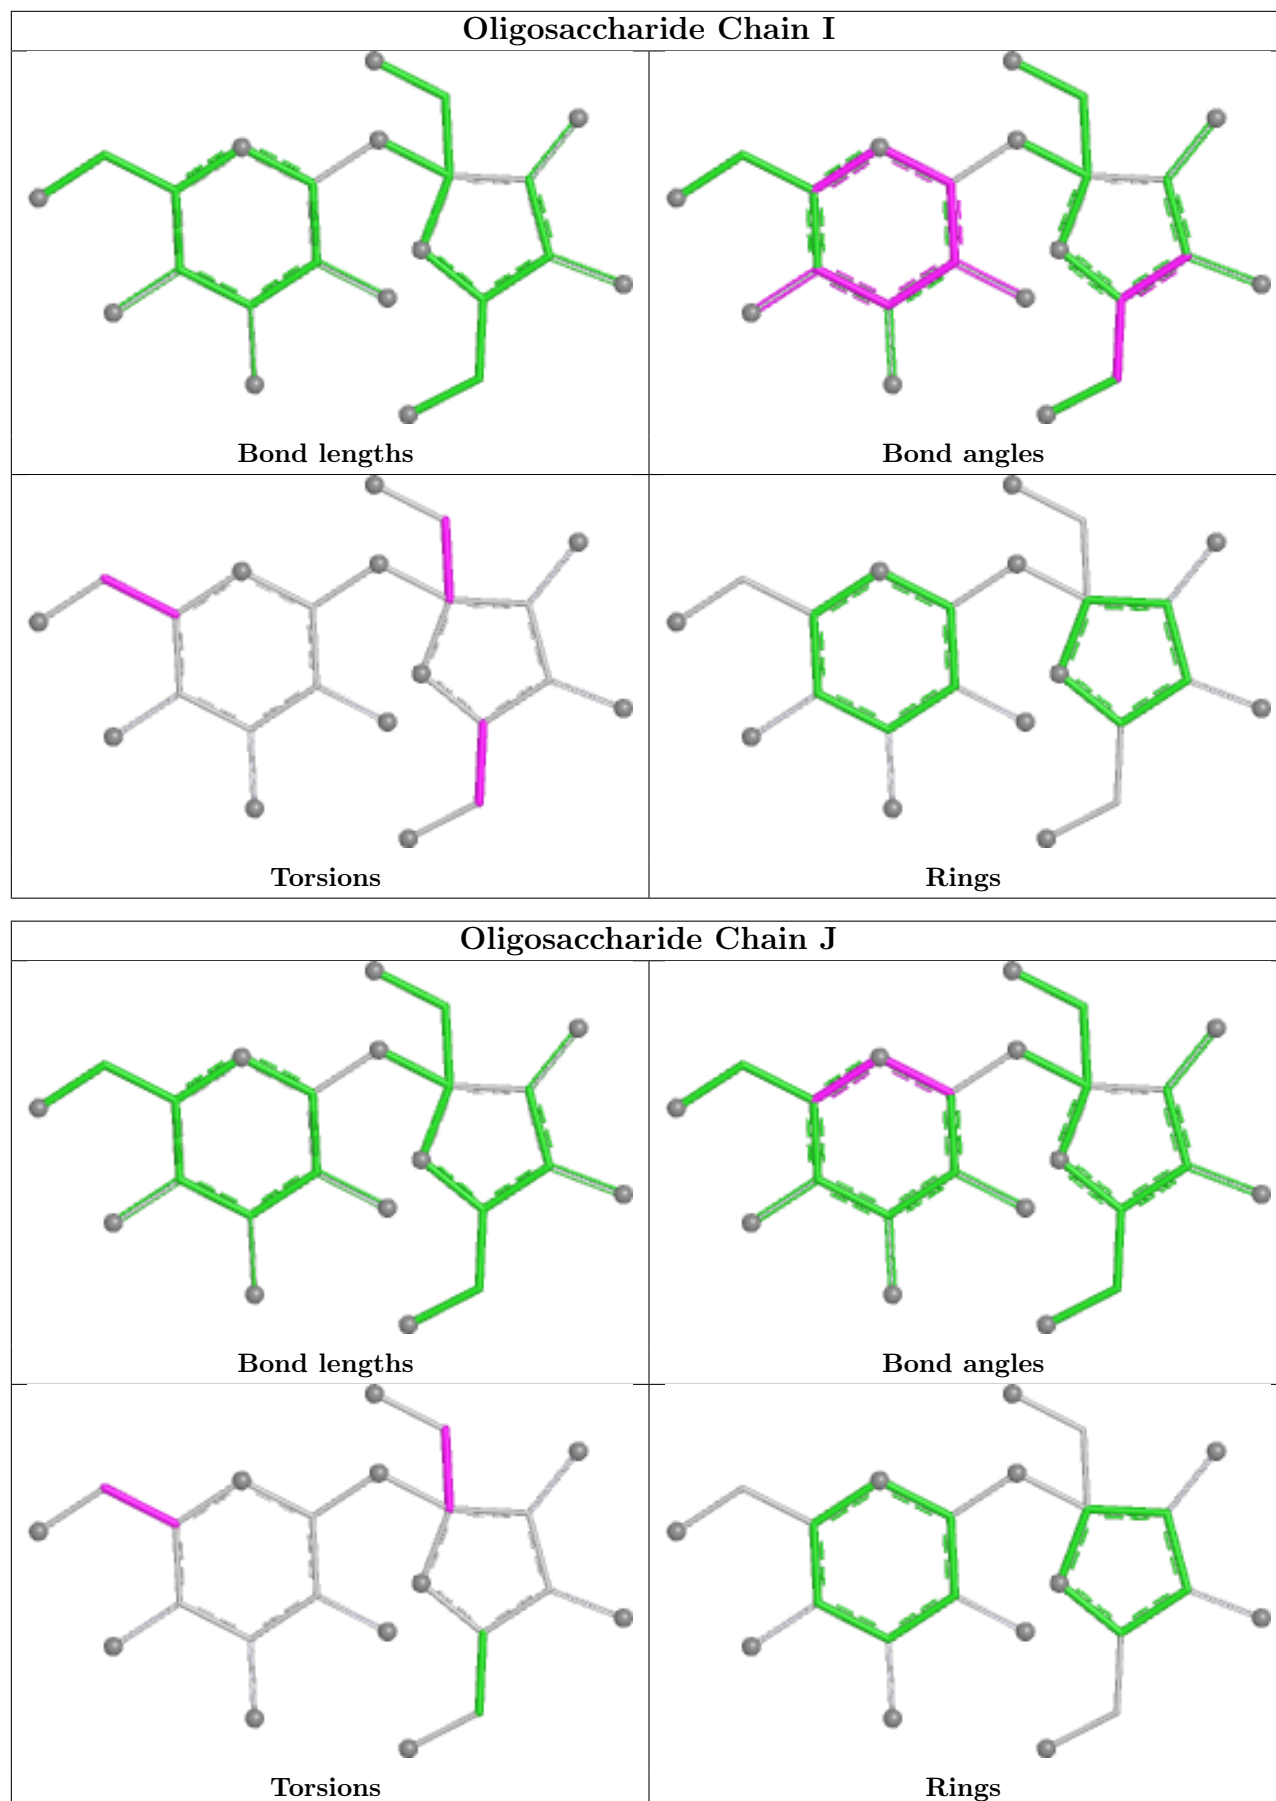 Oligosaccharide Chain I
Bond lengths
Bond angles
Torsions
Rings
Oligosaccharide Chain J
Bond lengths
Bond angles
Torsions
Rings